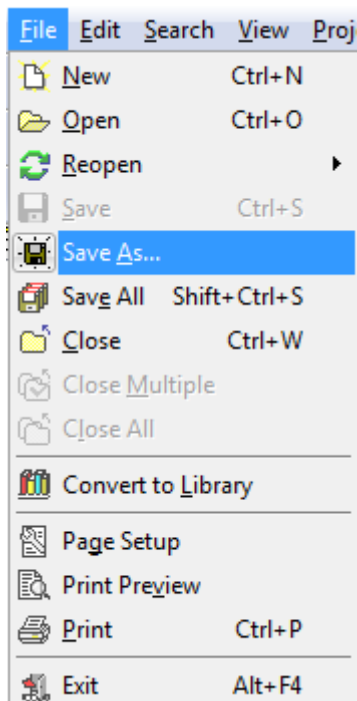 File Edit Search View Proj
New Ctrl+N
Open Ctrl+O
Reopen
Save Ctrl+S
Save As...
Save All Shift+Ctrl+S
Close Ctrl+W
Close Multiple
Close All
Convert to Library
Page Setup
Print Preview
Print Ctrl+P
Exit Alt+F4